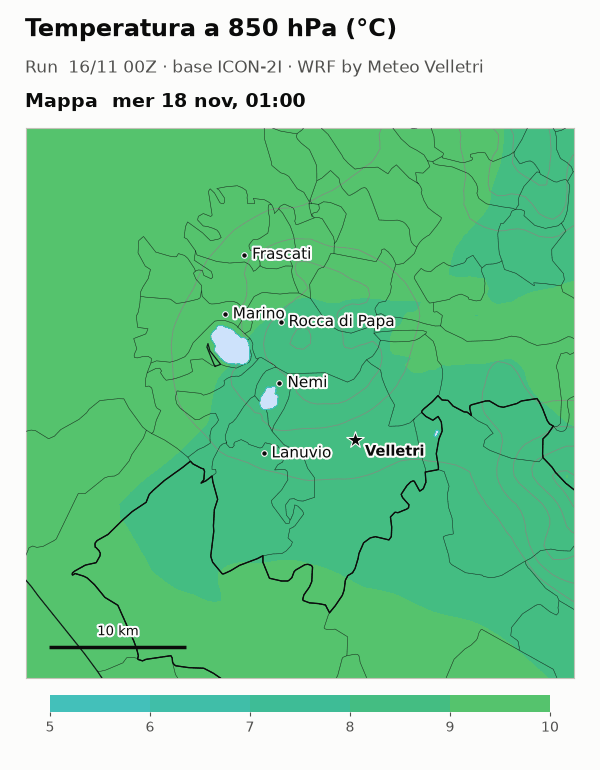 Temperatura a 850 hPa (°C)
Run  16/11 00Z · base ICON-2I · WRF by Meteo Velletri
Mappa  mer 18 nov, 01:00
Frascati
Marino
Rocca di Papa
Nemi
Velletri
Lanuvio
10 km
5 6 7 8 9 10